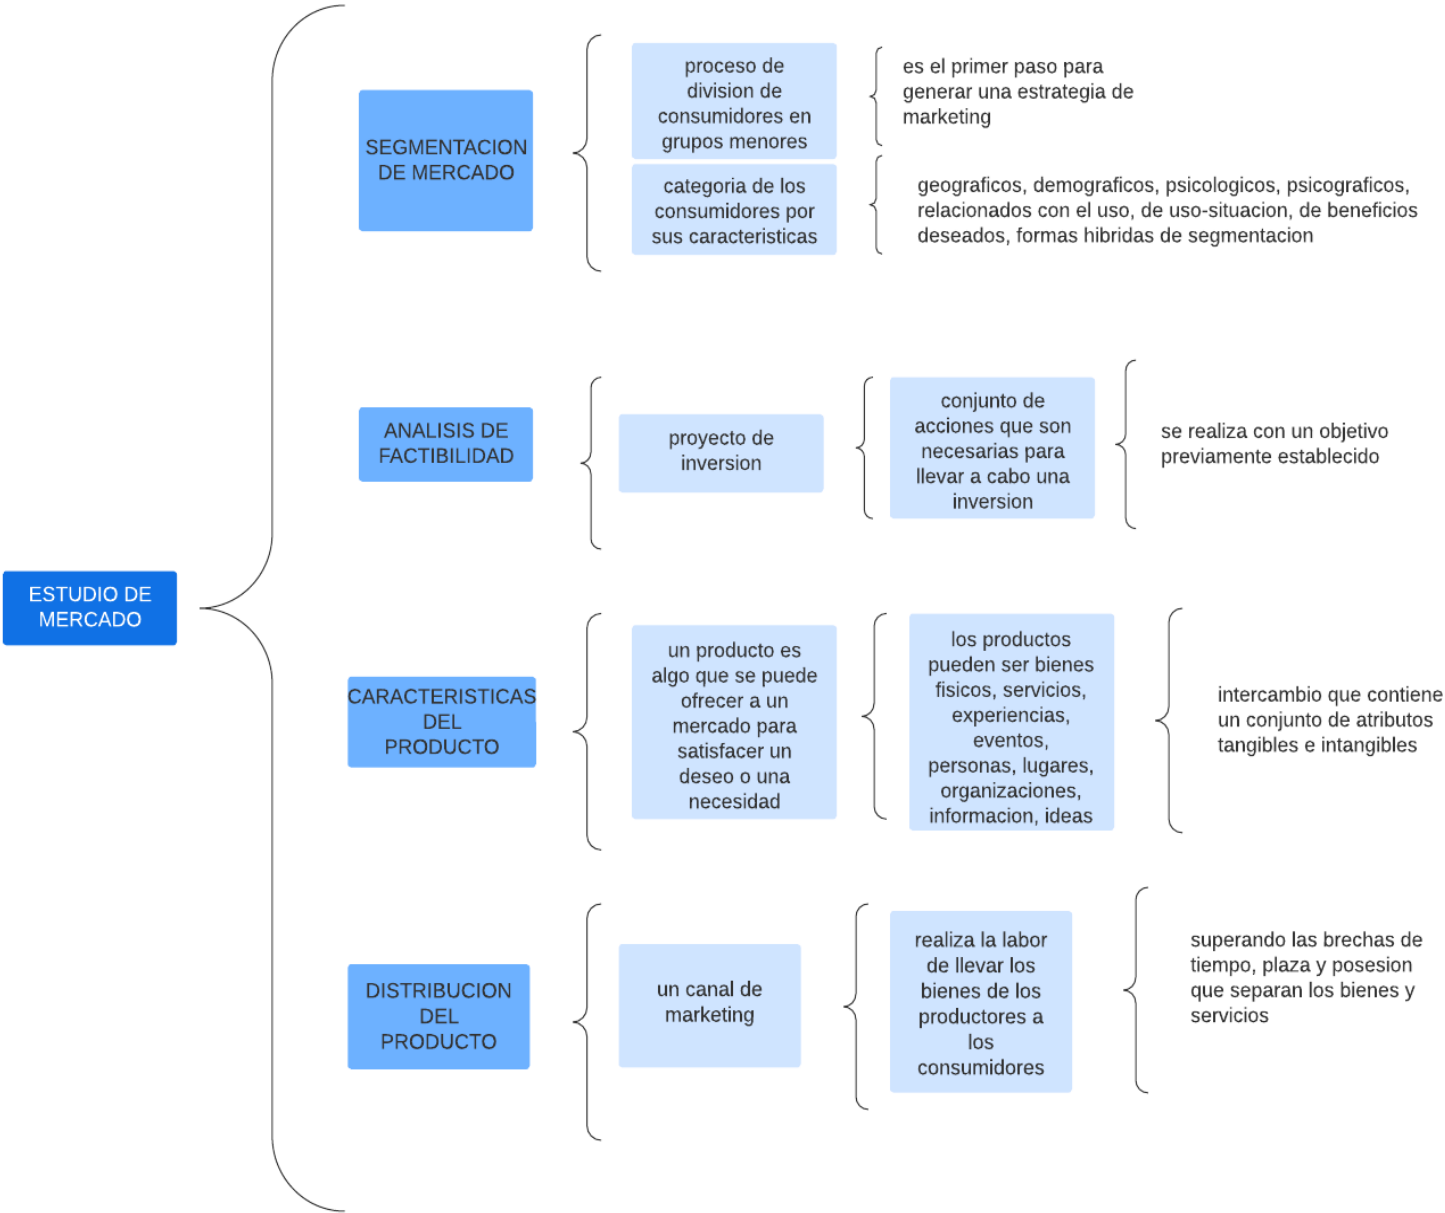 ESTUDIO DE
MERCADO
SEGMENTACION
DE MERCADO
proceso de
division de
consumidores en
grupos menores
es el primer paso para
generar una estrategia de
marketing
categoria de los
consumidores por
sus caracteristicas
geograficos, demograficos, psicologicos, psicograficos,
relacionados con el uso, de uso-situacion, de beneficios
deseados, formas hibridas de segmentacion
ANALISIS DE
FACTIBILIDAD
proyecto de
inversion
conjunto de
acciones que son
necesarias para
llevar a cabo una
inversion
se realiza con un objetivo
previamente establecido
CARACTERISTICAS
DEL
PRODUCTO
un producto es
algo que se puede
ofrecer a un
mercado para
satisfacer un
deseo o una
necesidad
los productos
pueden ser bienes
fisicos, servicios,
experiencias,
eventos,
personas, lugares,
organizaciones,
informacion, ideas
intercambio que contiene
un conjunto de atributos
tangibles e intangibles
DISTRIBUCION
DEL
PRODUCTO
un canal de
marketing
realiza la labor
de llevar los
bienes de los
productores a
los
consumidores
superando las brechas de
tiempo, plaza y posesion
que separan los bienes y
servicios